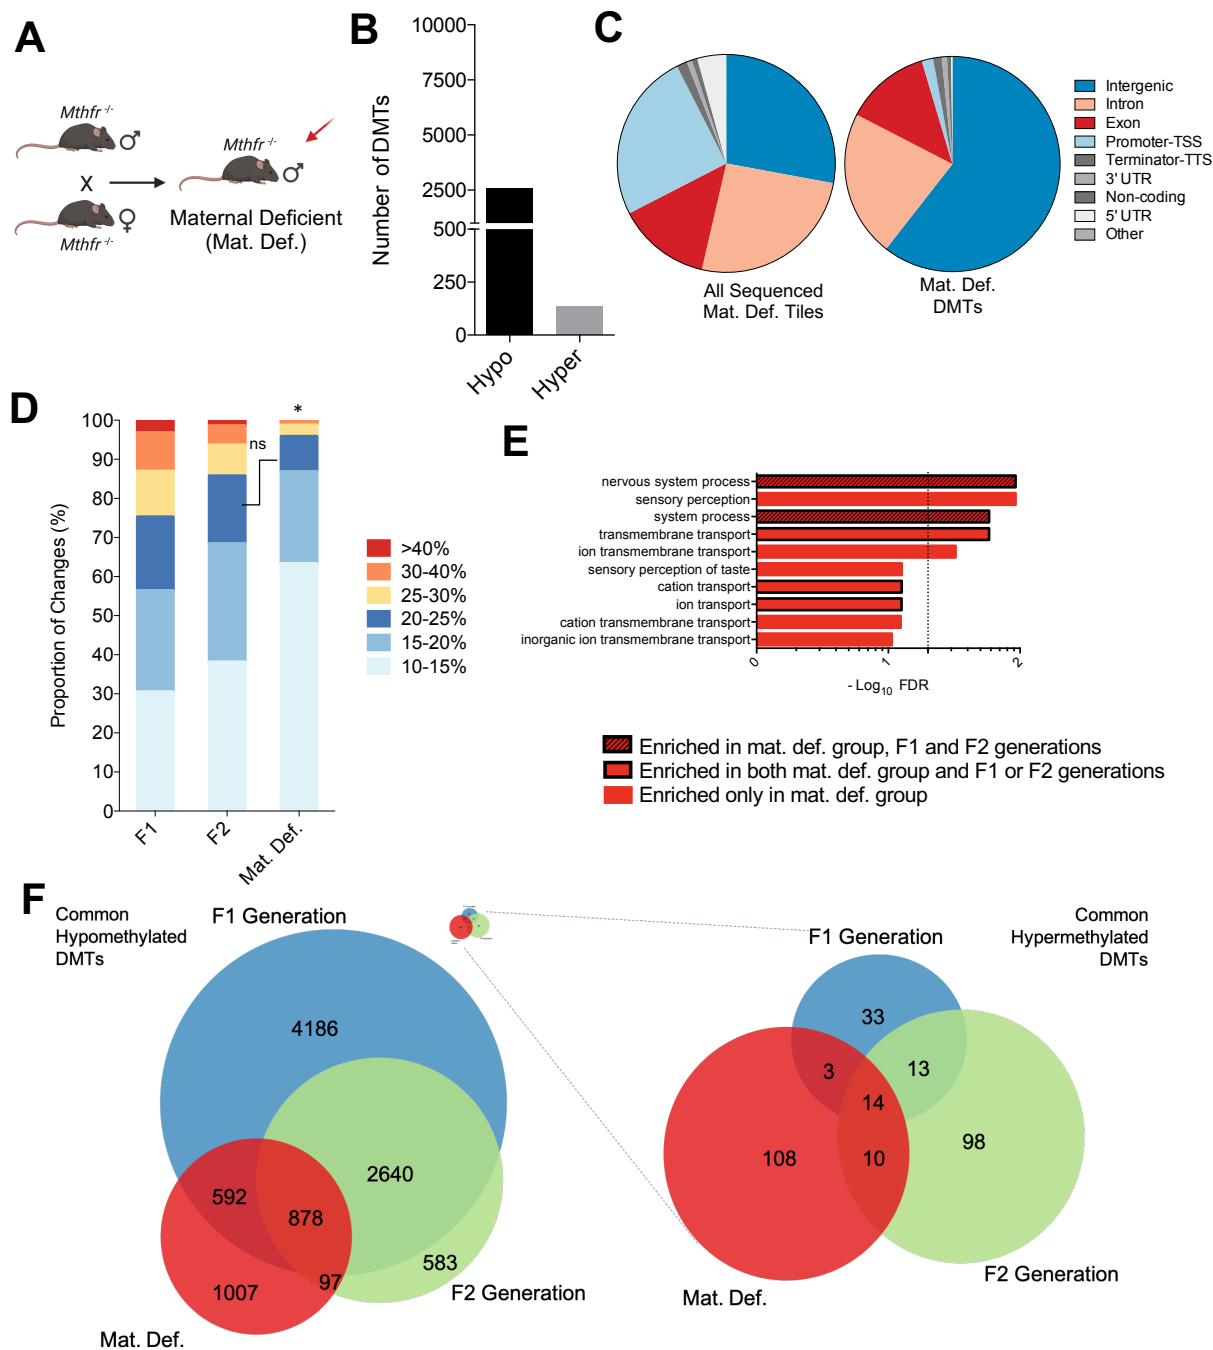 A
Mthfr -/-
♂
X
♀
Mthfr -/-
Mthfr -/-
♂
Maternal Deficient
(Mat. Def.)
B
Number of DMTs
10000
7500
5000
2500
500
250
0
Hypo
Hyper
C
All Sequenced
Mat. Def. Tiles
Mat. Def.
DMTs
Intergenic
Intron
Exon
Promoter-TSS
Terminator-TTS
3' UTR
Non-coding
5' UTR
Other
D
Proportion of Changes (%)
100
90
80
70
60
50
40
30
20
10
0
ns
*
F1
F2
Mat. Def.
>40%
30-40%
25-30%
20-25%
15-20%
10-15%
E
nervous system process
sensory perception
system process
transmembrane transport
ion transmembrane transport
sensory perception of taste
cation transport
ion transport
cation transmembrane transport
inorganic ion transmembrane transport
0
1
2
- Log10 FDR
Enriched in mat. def. group, F1 and F2 generations
Enriched in both mat. def. group and F1 or F2 generations
Enriched only in mat. def. group
F
Common
Hypomethylated
DMTs
F1 Generation
4186
2640
592
878
583
97
1007
F2 Generation
Mat. Def.
Common
Hypermethylated
DMTs
F1 Generation
33
3
13
14
108
10
98
F2 Generation
Mat. Def.